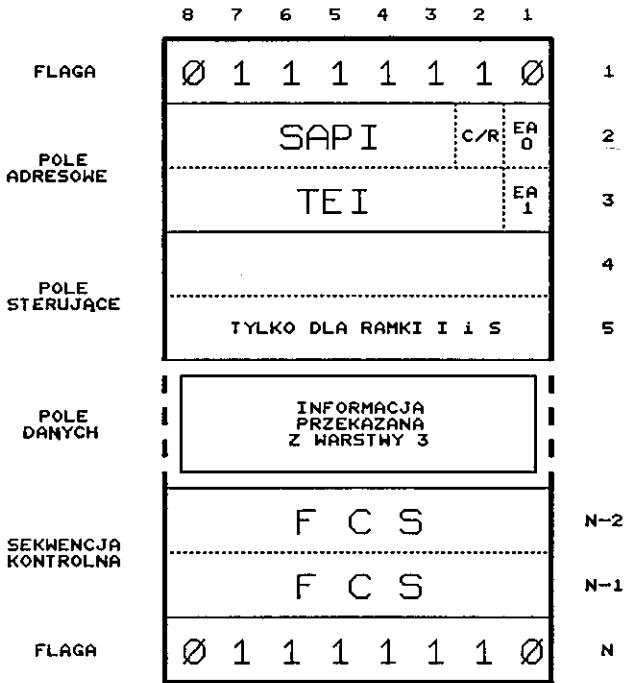 8 7 6 5 4 3 2 1
FLAGA Ø 1 1 1 1 1 1 Ø 1
SAPI C/R EA 0 2
POLE ADRESOWE
TEI EA 1 3
4
POLE STERUJĄCE
TYLKO DLA RAMKI I i S 5
POLE DANYCH
INFORMACJA
PRZEKAZANA
Z WARSTWY 3
F C S N-2
SEKWENCJA KONTROLNA
F C S N-1
FLAGA Ø 1 1 1 1 1 1 Ø N